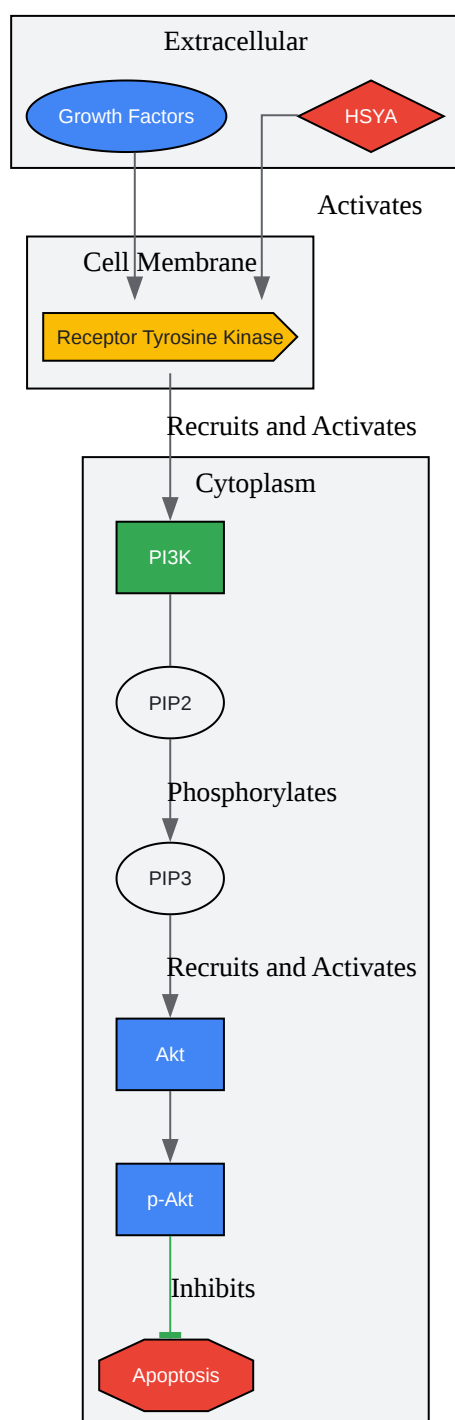 Extracellular
Growth Factors
HSYA
Activates
Cell Membrane
Receptor Tyrosine Kinase
Recruits and Activates
Cytoplasm
PI3K
PIP2
Phosphorylates
PIP3
Recruits and Activates
Akt
p-Akt
Inhibits
Apoptosis